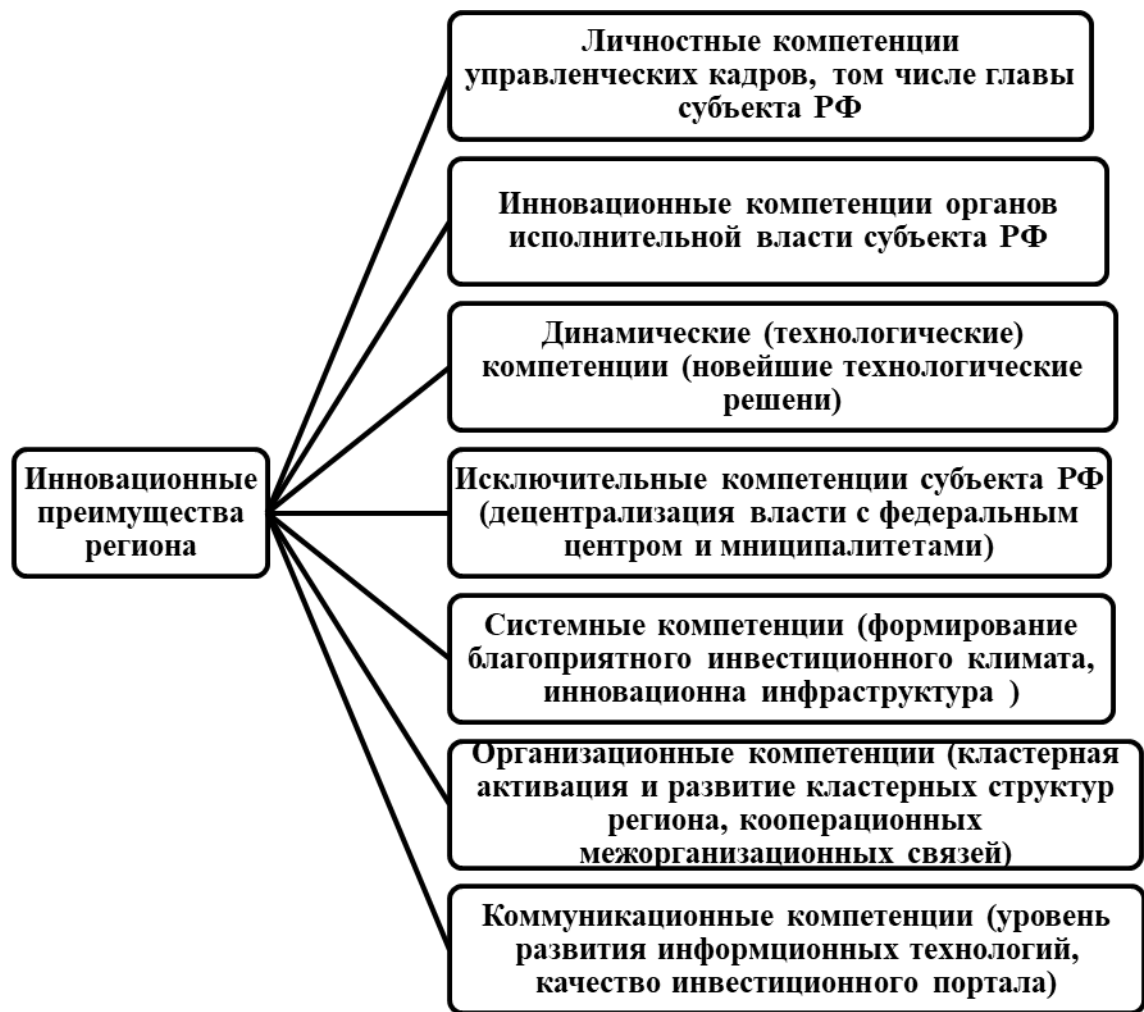 Личностные компетенции
управленческих кадров, том числе главы
субъекта РФ
Инновационные компетенции органов
исполнительной власти субъекта РФ
Динамические (технологические)
компетенции (новейшие технологические
решени)
Инновационные
преимущества
региона
Исключительные компетенции субъекта РФ
(децентрализация власти с федеральным
центром и мниципалитетами)
Системные компетенции (формирование
благоприятного инвестиционного климата,
инновационна инфраструктура )
Организационные компетенции (кластерная
активация и развитие кластерных структур
региона, кооперационных
межорганизационных связей)
Коммуникационные компетенции (уровень
развития информционных технологий,
качество инвестиционного портала)